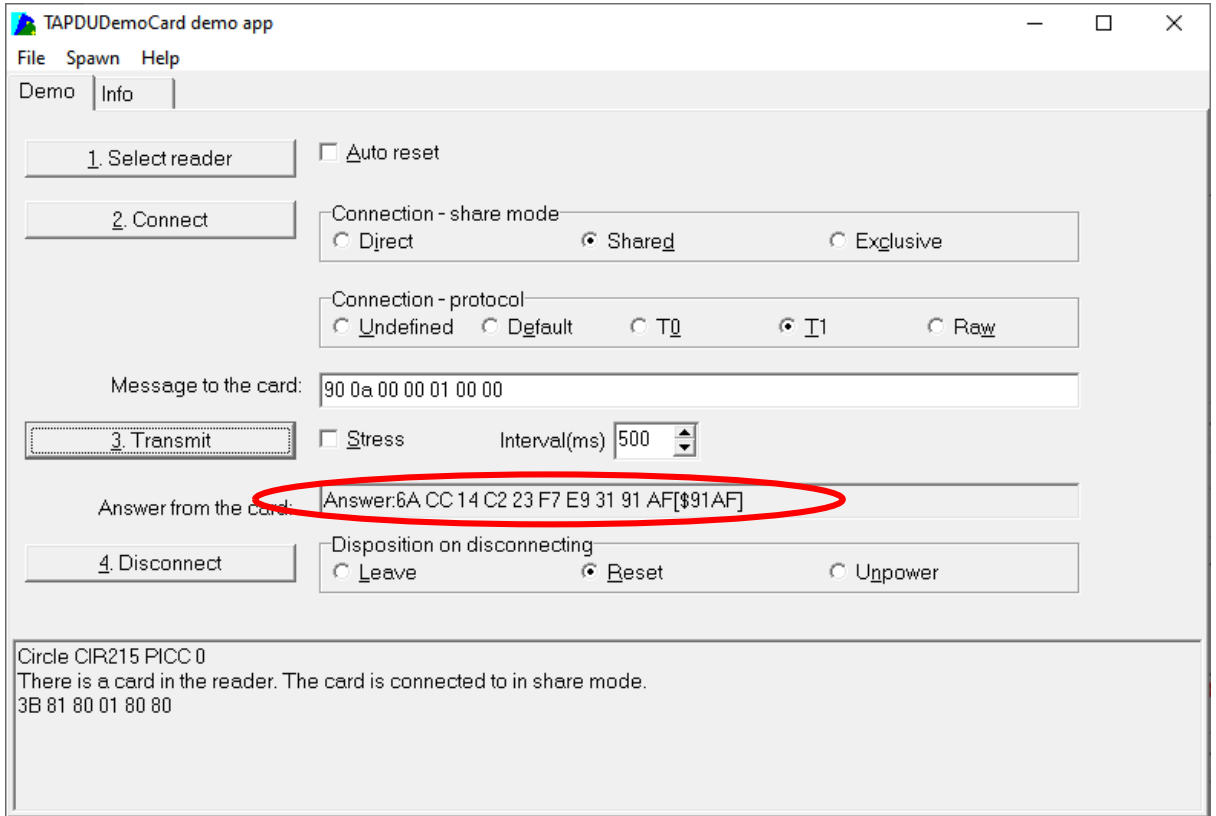 TAPDUDemoCard demo app
File Spawn Help
Demo Info
1. Select reader Auto reset
2. Connect Connection - share mode
Direct Shared Exclusive
Connection - protocol
Undefined Default T0 T1 Raw
Message to the card: 90 0a 00 00 01 00 00
3. Transmit Stress Interval(ms) 500
Answer from the card: Answer:6A CC 14 C2 23 F7 E9 31 91 AF[$91AF]
4. Disconnect Disposition on disconnecting
Leave Reset Unpower
Circle CIR215 PICC 0
There is a card in the reader. The card is connected to in share mode.
3B 81 80 01 80 80